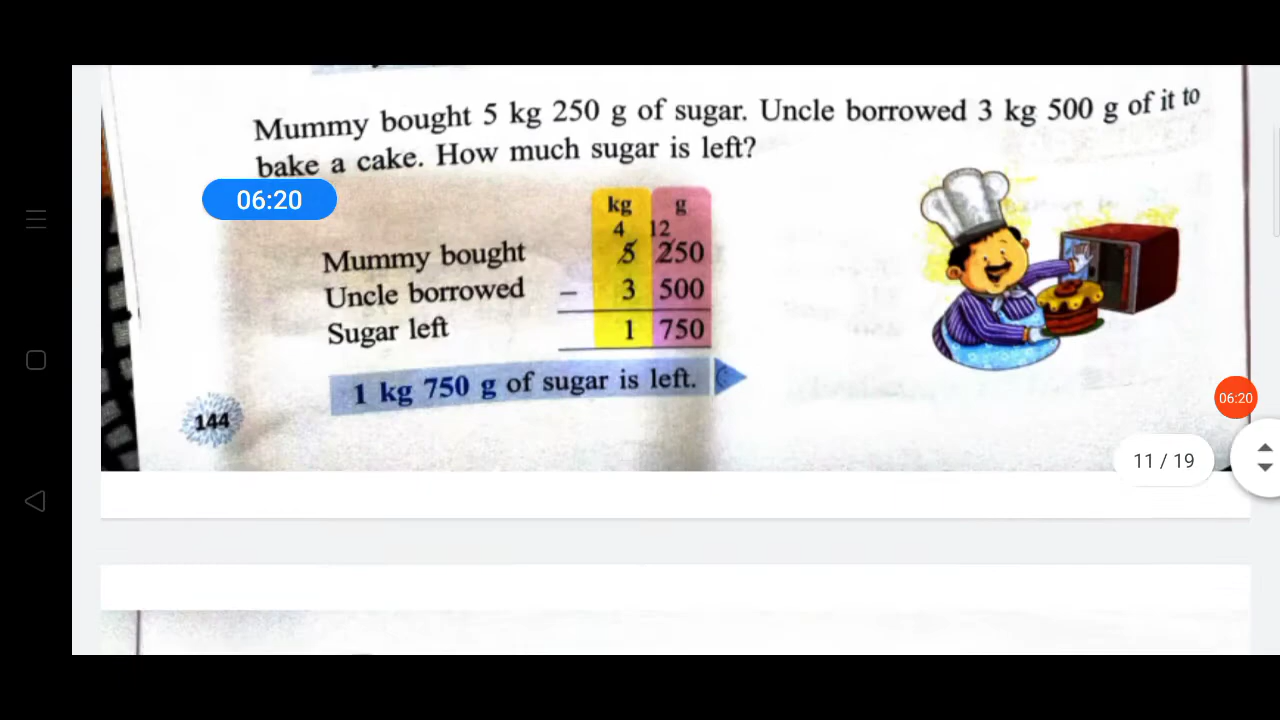 Mummy bought 5 kg 250 g of sugar. Uncle borrowed 3 kg 500 g of it to
bake a cake. How much sugar is left?
06:20
kg g
4 12
Mummy bought 5 250
Uncle borrowed – 3 500
Sugar left 1 750
1 kg 750 g of sugar is left.
144
06:20
11 / 19